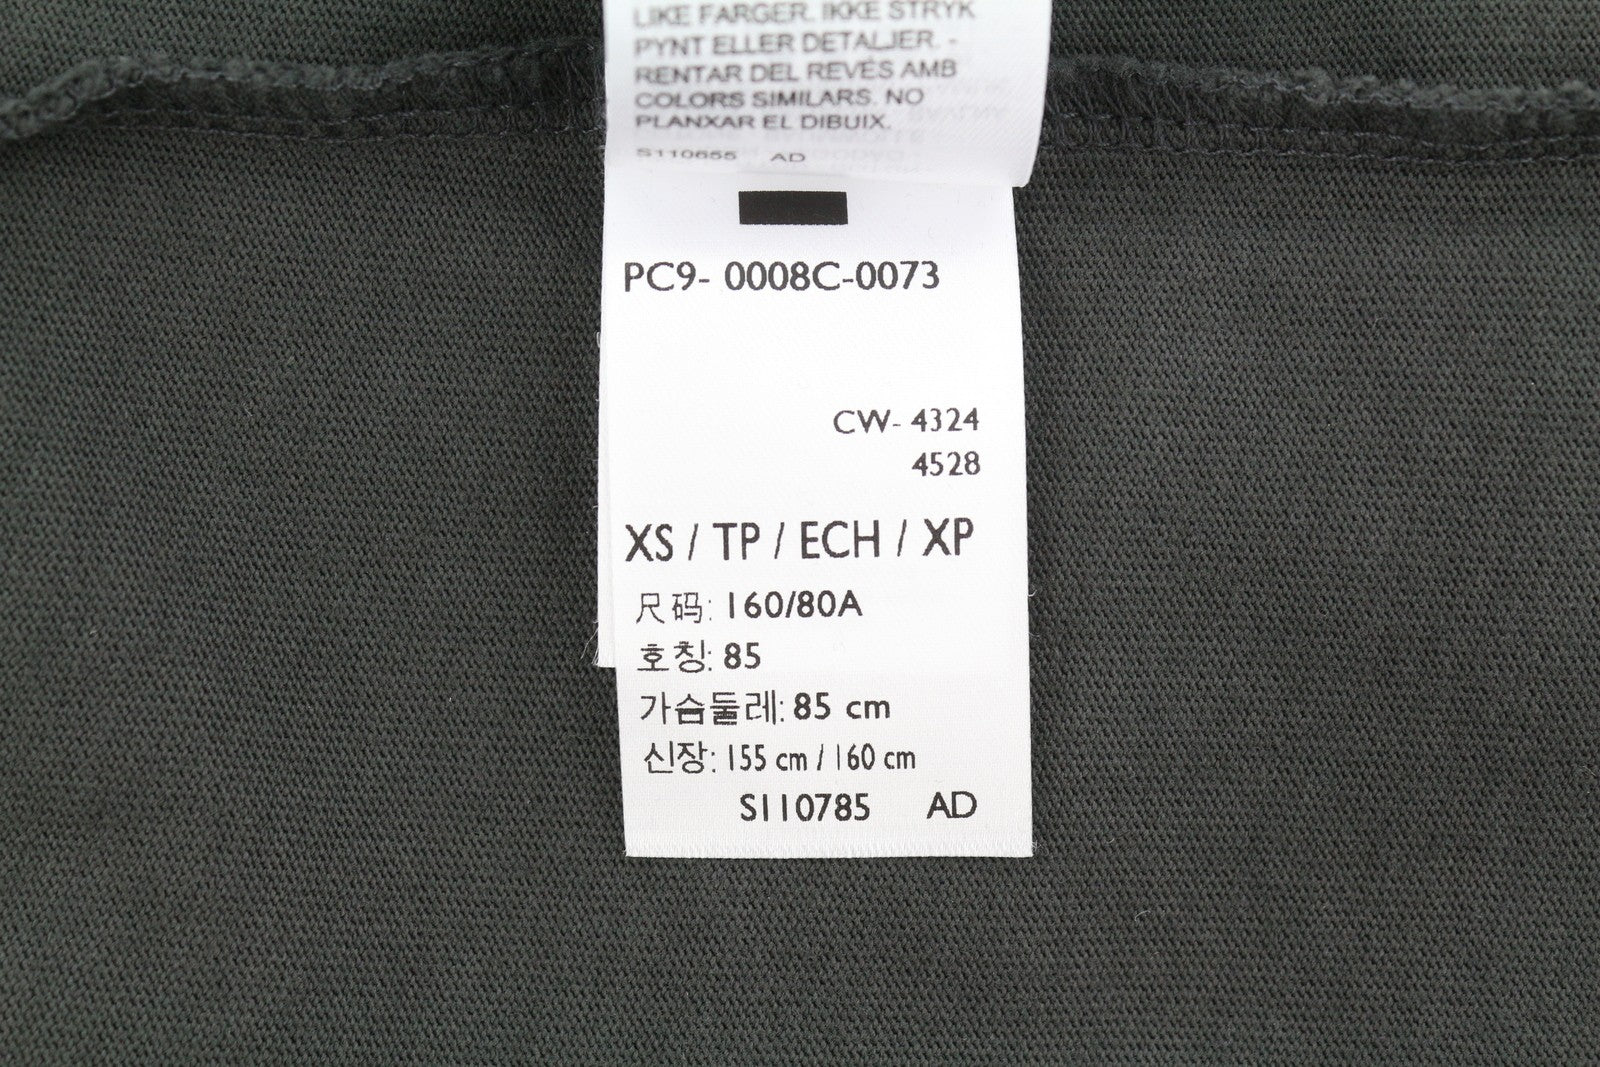 LIKE FARGER. IKKE STRYK
PYNT ELLER DETALJER. -
RENTAR DEL REVÉS AMB
COLORS SIMILARS. NO
PLANXAR EL DIBUIX.
S110655 AD
PC9- 0008C-0073
CW- 4324
4528
XS / TP / ECH / XP
尺码: 160/80A
호칭: 85
가슴둘레: 85 cm
신장: 155 cm / 160 cm
S110785 AD